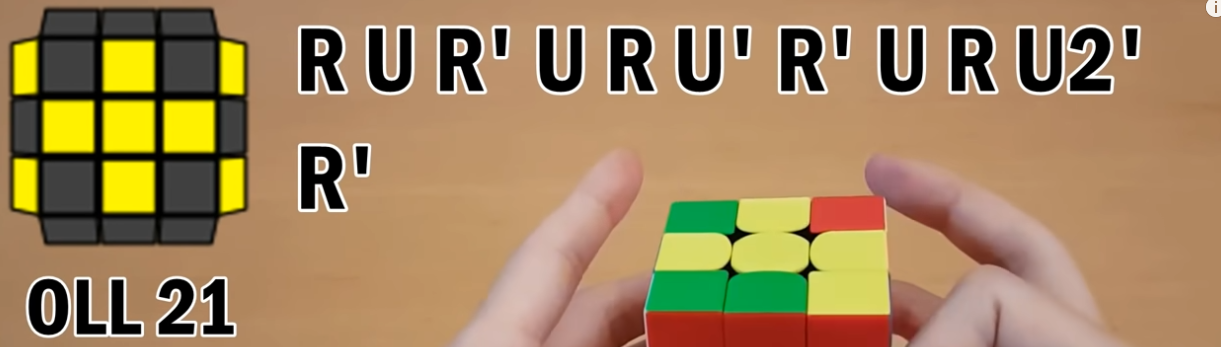 R U R' U R U' R' U R U2'
R'
OLL 21